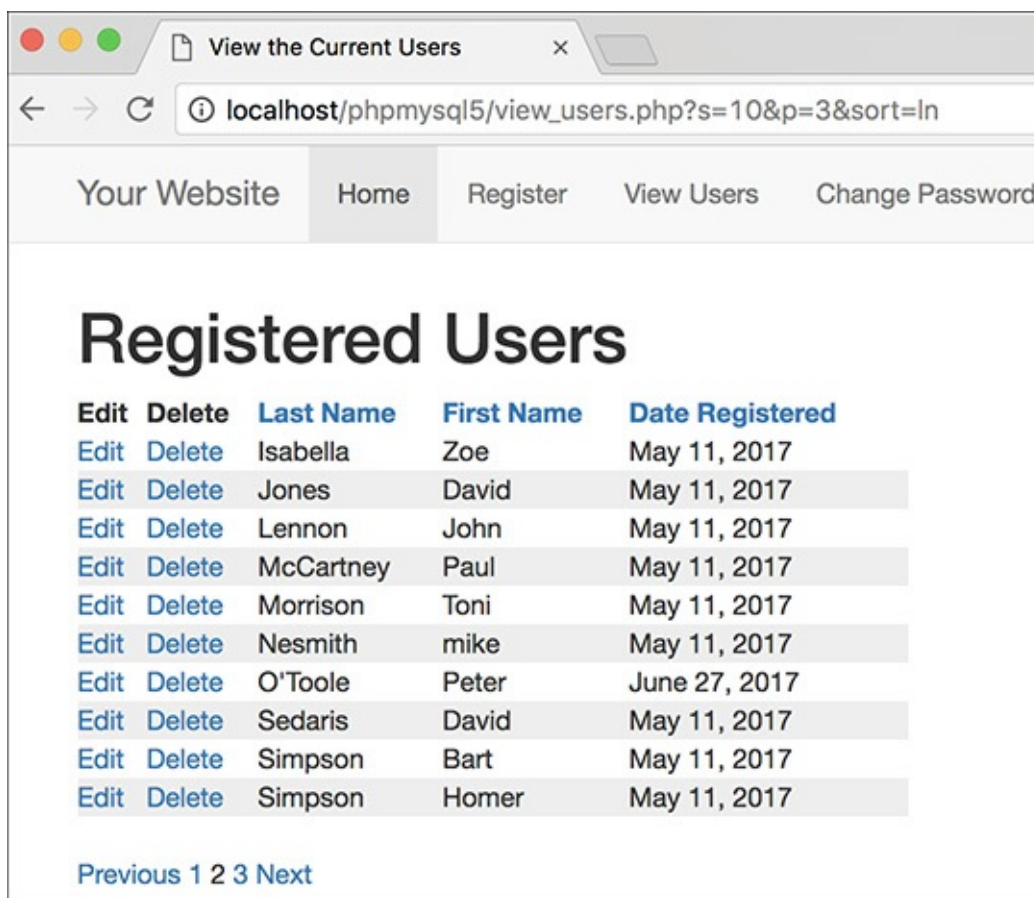 View the Current Users
localhost/phpmysql5/view_users.php?s=10&p=3&sort=ln
Your Website Home Register View Users Change Password
Registered Users
Edit Delete Last Name First Name Date Registered
Edit Delete Isabella Zoe May 11, 2017
Edit Delete Jones David May 11, 2017
Edit Delete Lennon John May 11, 2017
Edit Delete McCartney Paul May 11, 2017
Edit Delete Morrison Toni May 11, 2017
Edit Delete Nesmith mike May 11, 2017
Edit Delete O'Toole Peter June 27, 2017
Edit Delete Sedaris David May 11, 2017
Edit Delete Simpson Bart May 11, 2017
Edit Delete Simpson Homer May 11, 2017
Previous 1 2 3 Next